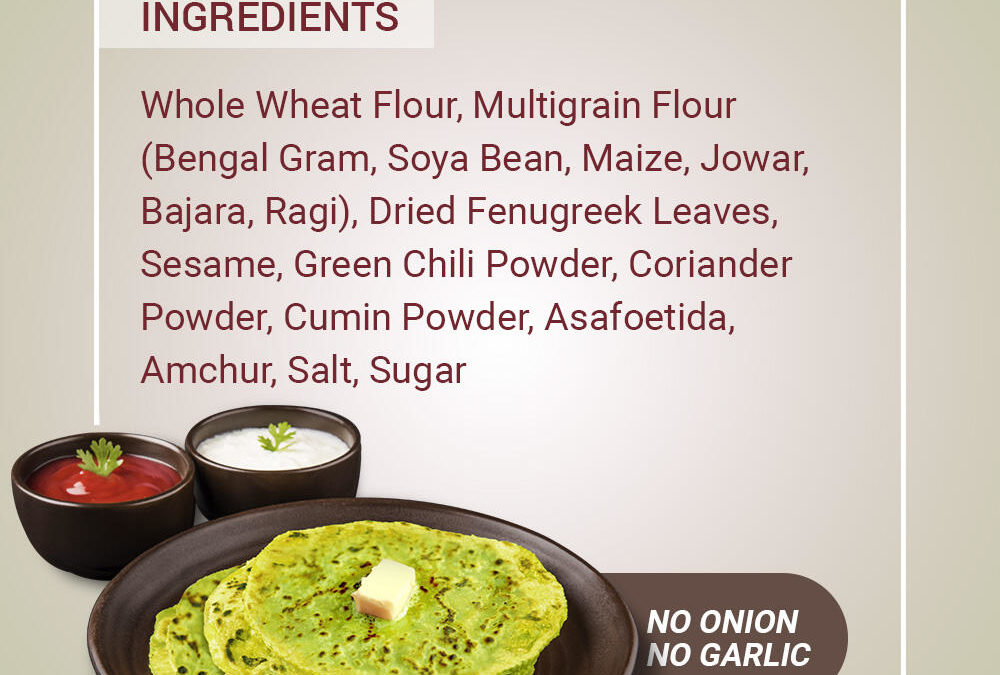 INGREDIENTS
Whole Wheat Flour, Multigrain Flour
(Bengal Gram, Soya Bean, Maize, Jowar,
Bajara, Ragi), Dried Fenugreek Leaves,
Sesame, Green Chili Powder, Coriander
Powder, Cumin Powder, Asafoetida,
Amchur, Salt, Sugar
NO ONION
NO GARLIC